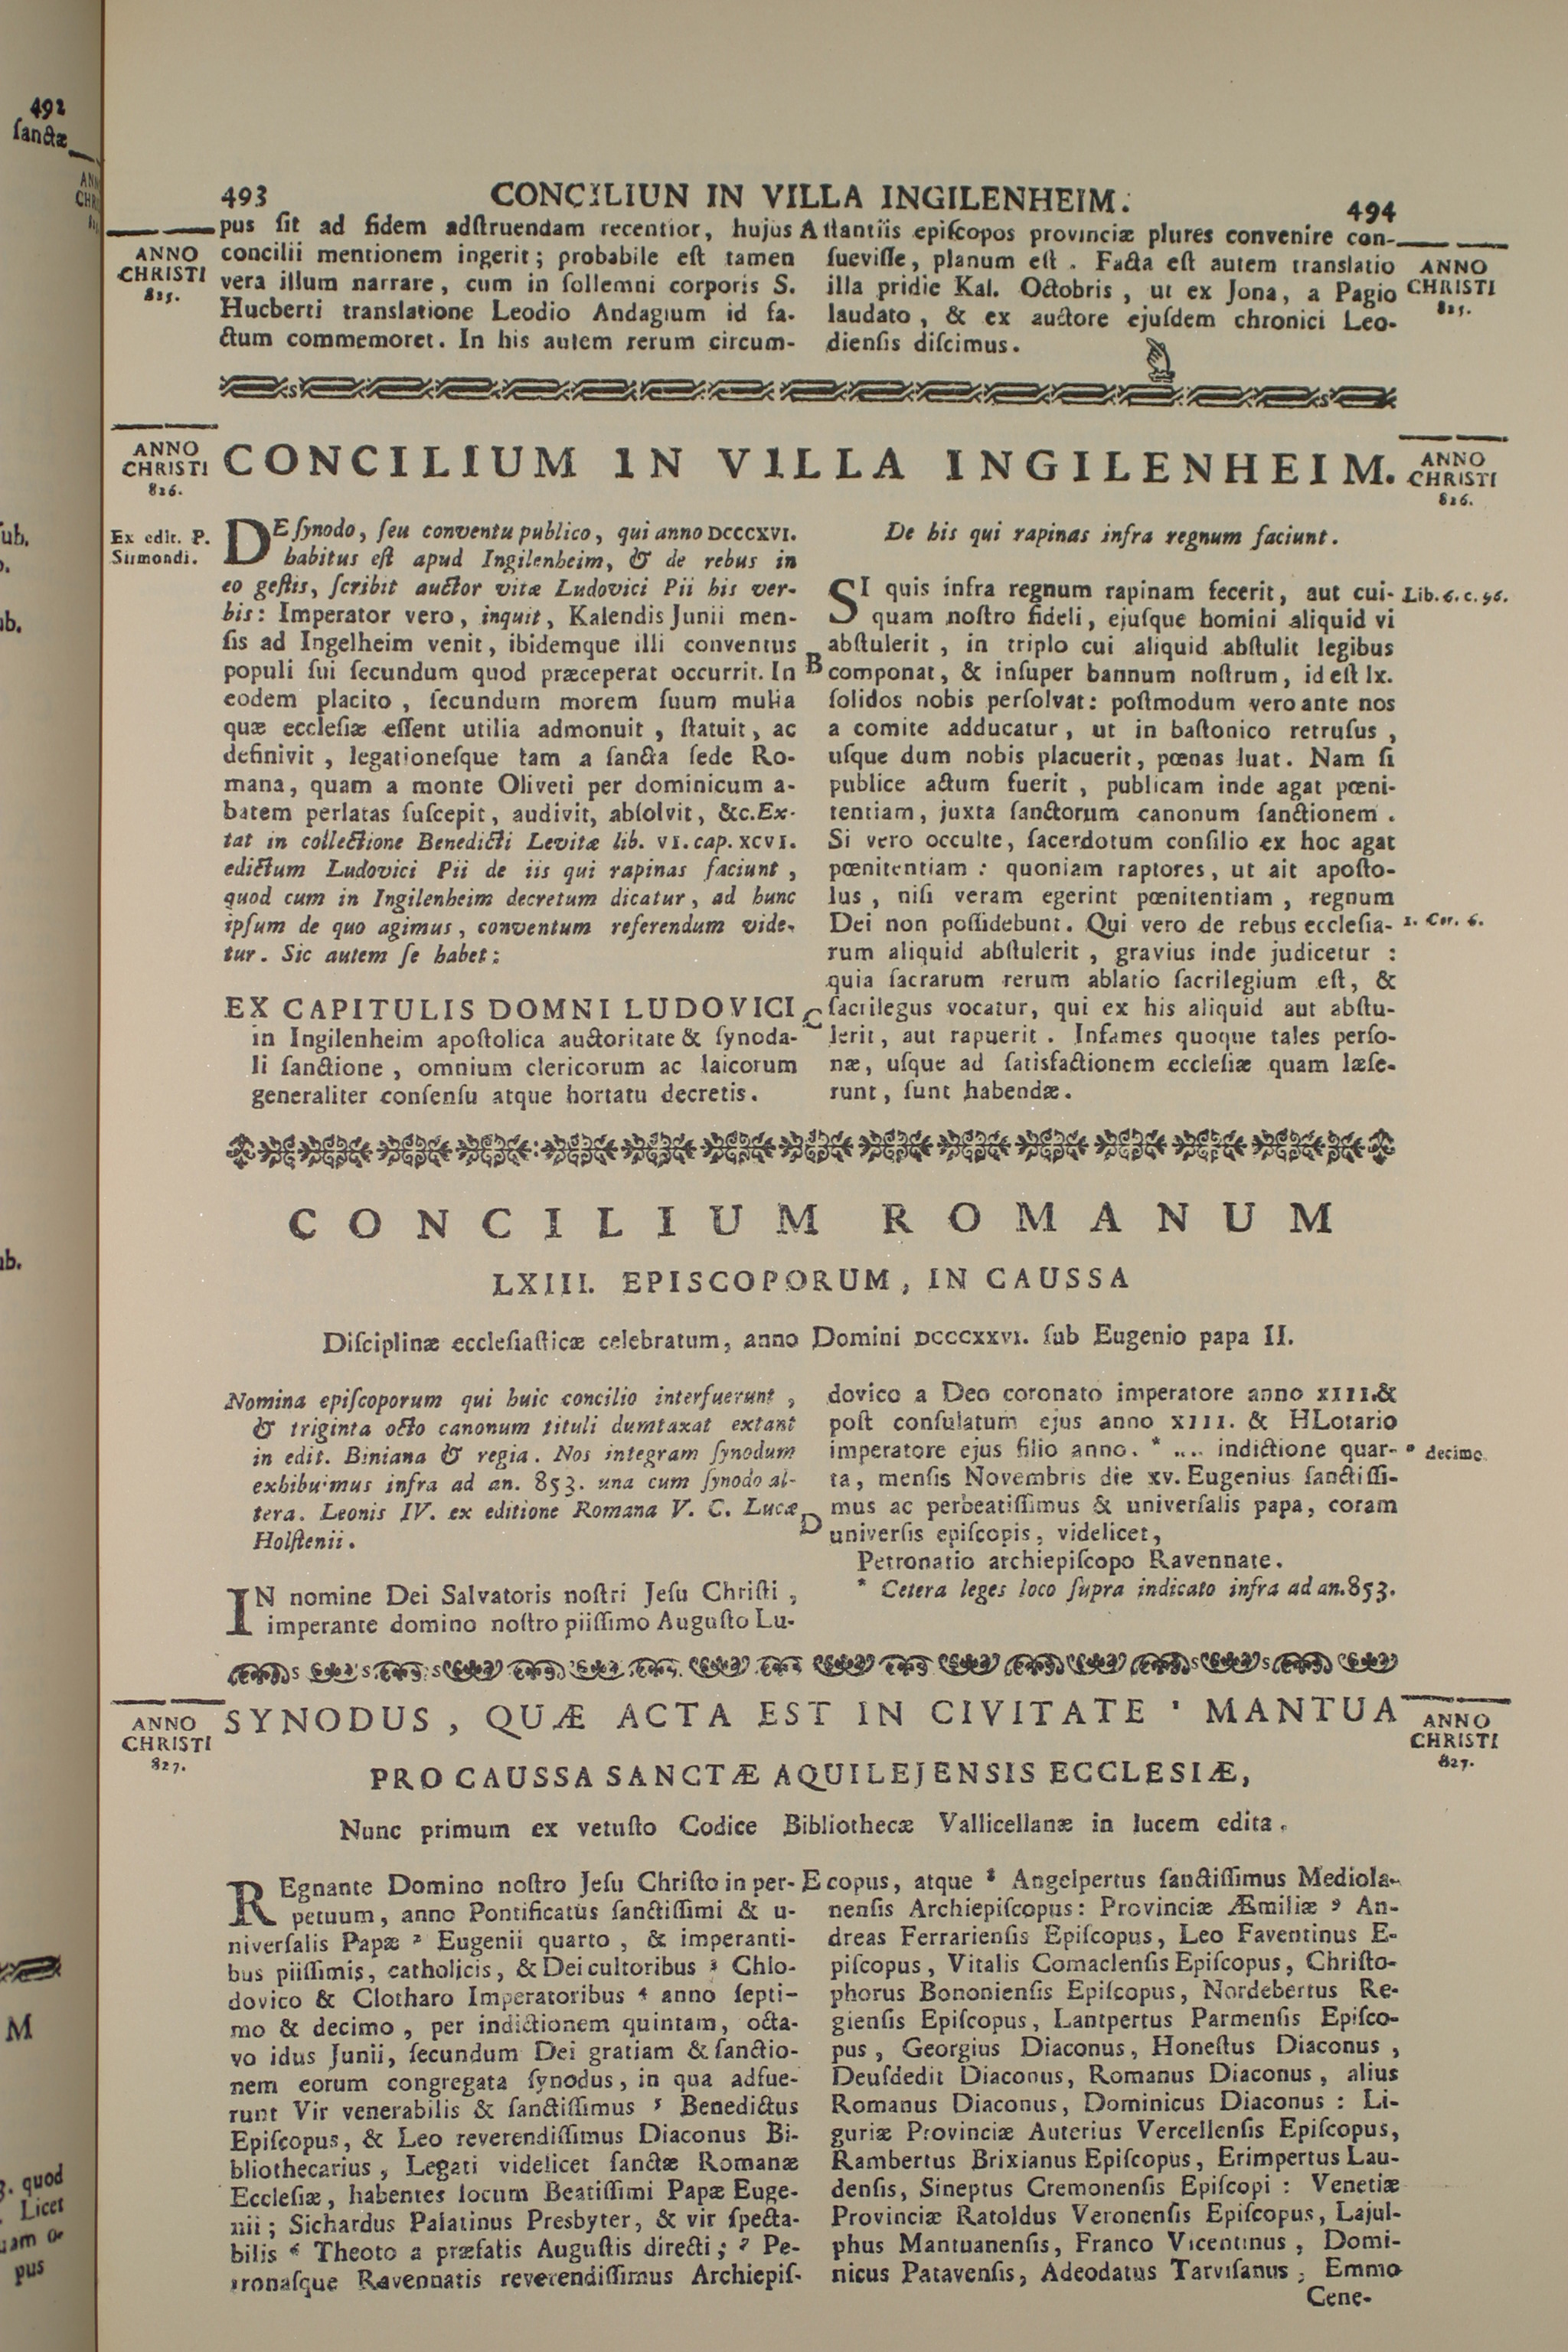 492
ſanctæ
ub.
ub.
ub.
M
quod
Licet
pus
493
CONCILIUN IN VILLA INGILENHEIM.
494
ANNO
CHRISTI
825.
pus ſit ad fidem adſtruendam recentior, hujus
concilii mentionem ingerit; probabile eſt tamen
vera illum narrare, cum in ſollemni corporis S.
Hucberti translatione Leodio Andagium id fa-
ctum commemoret. In his autem rerum circum-
A
ſtantiis epiſcopos provinciæ plures convenire con-
ſueviſſe, planum eſt. Facta eſt autem translatio
illa pridie Kal. Octobris, ut ex Jona, a Pagio
laudato, & ex auctore ejuſdem chronici Leo-
dienſis diſcimus.
ANNO
CHRISTI
825.
ANNO
CHRISTI
826.
CONCILIUM IN VILLA INGILENHEIM.
ANNO
CHRISTI
826.
Ex edit. P.
Sirmondi.
DE ſynodo, ſeu conventu publico, qui anno DCCCXVI.
habitus eſt apud Ingilenheim, & de rebus in
eo geſtis, ſcribit auctor vitæ Ludovici Pii his ver-
bis: Imperator vero, inquit, Kalendis Junii men-
ſis ad Ingelheim venit, ibidemque illi conventus
populi ſui ſecundum quod præceperat occurrit. In
eodem placito, ſecundum morem ſuum multa
quæ eccleſiæ eſſent utilia admonuit, ſtatuit, ac
definivit, legationeſque tam a ſancta ſede Ro-
mana, quam a monte Oliveti per dominicum a-
batem perlatas ſuſcepit, audivit, abſolvit, &c. Ex-
tat in collectione Benedicti Levitæ lib. VI. cap. XCVI.
edictum Ludovici Pii de iis qui rapinas faciunt,
quod cum in Ingilenheim decretum dicatur, ad hunc
ipſum de quo agimus, conventum referendum vide-
tur. Sic autem ſe habet:
EX CAPITULIS DOMNI LUDOVICI
in Ingilenheim apoſtolica auctoritate & ſynoda-
li ſanctione, omnium clericorum ac laicorum
generaliter conſenſu atque hortatu decretis.
B
C
De his qui rapinas infra regnum faciunt.
SI quis infra regnum rapinam fecerit, aut cui-
quam noſtro fideli, ejuſque homini aliquid vi
abſtulerit, in triplo cui aliquid abſtulit legibus
componat, & inſuper bannum noſtrum, id eſt lx.
ſolidos nobis perſolvat: poſtmodum vero ante nos
a comite adducatur, ut in baſtonico retruſus,
uſque dum nobis placuerit, pœnas luat. Nam ſi
publice actum fuerit, publicam inde agat pœni-
tentiam, juxta ſanctorum canonum ſanctionem.
Si vero occulte, ſacerdotum conſilio ex hoc agat
pœnitentiam: quoniam raptores, ut ait apoſto-
lus, niſi veram egerint pœnitentiam, regnum
Dei non poſſidebunt. Qui vero de rebus eccleſia-
rum aliquid abſtulerit, gravius inde judicetur:
quia ſacrarum rerum ablatio ſacrilegium eſt, &
ſacrilegus vocatur, qui ex his aliquid aut abſtu-
lerit, aut rapuerit. Infames quoque tales perſo-
næ, uſque ad ſatisfactionem eccleſiæ quam læſe-
runt, ſunt habendæ.
Lib. 6. c. 96.
1. Cor. 6.
CONCILIUM ROMANUM
LXIII. EPISCOPORUM, IN CAUSSA
Diſciplinæ eccleſiaſticæ celebratum, anno Domini DCCCXXVI. ſub Eugenio papa II.
Nomina epiſcoporum qui huic concilio interfuerunt,
& triginta octo canonum tituli dumtaxat extant
in edit. Biniana & regia. Nos integram ſynodum
exhibuimus infra ad an. 853. una cum ſynodo al-
tera. Leonis IV. ex editione Romana V. C. Lucæ
Holſtenii.
IN nomine Dei Salvatoris noſtri Jeſu Chriſti,
imperante domino noſtro piiſſimo Auguſto Lu-
D
dovico a Deo coronato imperatore anno XIII. &
poſt conſulatum ejus anno XIII. & HLotario
imperatore ejus filio anno. * .... indictione quar-
ta, menſis Novembris die xv. Eugenius ſanctiſſi-
mus ac perbeatiſſimus & univerſalis papa, coram
univerſis epiſcopis, videlicet,
Petronatio archiepiſcopo Ravennate.
* Cetera leges loco ſupra indicato infra ad an. 853.
* decimo.
ANNO
CHRISTI
827.
SYNODUS, QUÆ ACTA EST IN CIVITATE ¹ MANTUA
PRO CAUSSA SANCTÆ AQUILEJENSIS ECCLESIÆ,
Nunc primum ex vetuſto Codice Bibliothecæ Vallicellanæ in lucem edita.
ANNO
CHRISTI
827.
REgnante Domino noſtro Jeſu Chriſto in per-
petuum, anno Pontificatus ſanctiſſimi & u-
niverſalis Papæ ² Eugenii quarto, & imperanti-
bus piiſſimis, catholicis, & Dei cultoribus ³ Chlo-
dovico & Clotharo Imperatoribus ⁴ anno ſepti-
mo & decimo, per indictionem quintam, octa-
vo idus Junii, ſecundum Dei gratiam & ſanctio-
nem eorum congregata ſynodus, in qua adfue-
runt Vir venerabilis & ſanctiſſimus ⁵ Benedictus
Epiſcopus, & Leo reverendiſſimus Diaconus Bi-
bliothecarius, Legati videlicet ſanctæ Romanæ
Eccleſiæ, habentes locum Beatiſſimi Papæ Euge-
nii; Sichardus Palatinus Presbyter, & vir ſpecta-
bilis ⁶ Theoto a præfatis Auguſtis directi; ⁷ Pe-
tronaſque Ravennatis reverendiſſimus Archiepiſ-
E
copus, atque ⁸ Angelpertus ſanctiſſimus Mediola-
nenſis Archiepiſcopus: Provinciæ Æmiliæ ⁹ An-
dreas Ferrarienſis Epiſcopus, Leo Faventinus E-
piſcopus, Vitalis Comaclenſis Epiſcopus, Chriſto-
phorus Bononienſis Epiſcopus, Nordebertus Re-
gienſis Epiſcopus, Lantpertus Parmenſis Epiſco-
pus, Georgius Diaconus, Honeſtus Diaconus,
Deuſdedit Diaconus, Romanus Diaconus, alius
Romanus Diaconus, Dominicus Diaconus: Li-
guriæ Provinciæ Auterius Vercellenſis Epiſcopus,
Rambertus Brixianus Epiſcopus, Erimpertus Lau-
denſis, Sineptus Cremonenſis Epiſcopi: Venetiæ
Provinciæ Ratoldus Veronenſis Epiſcopus, Lajul-
phus Mantuanenſis, Franco Vicentinus, Domi-
nicus Patavenſis, Adeodatus Tarviſanus, Emmo
Cene-